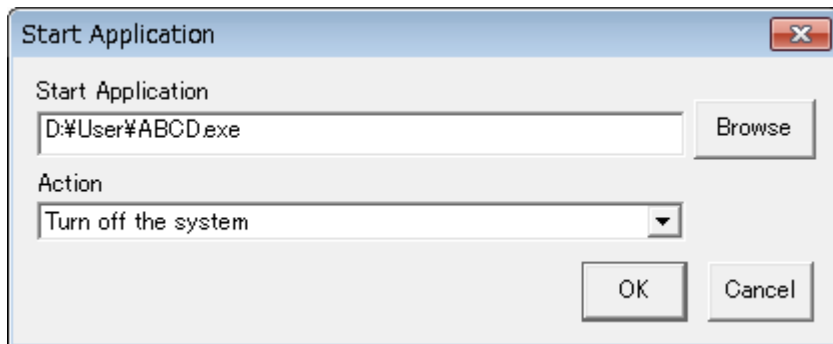 Start Application
Start Application
D:¥User¥ABCD.exe
Browse
Action
Turn off the system
OK
Cancel